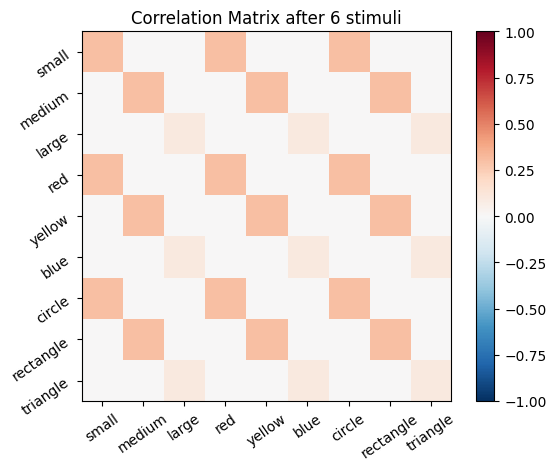 Correlation Matrix after 6 stimuli
small
medium
large
red
yellow
blue
circle
rectangle
triangle
small
medium
large
red
yellow
blue
circle
rectangle
triangle
1.00
0.75
0.50
0.25
0.00
−0.25
−0.50
−0.75
−1.00